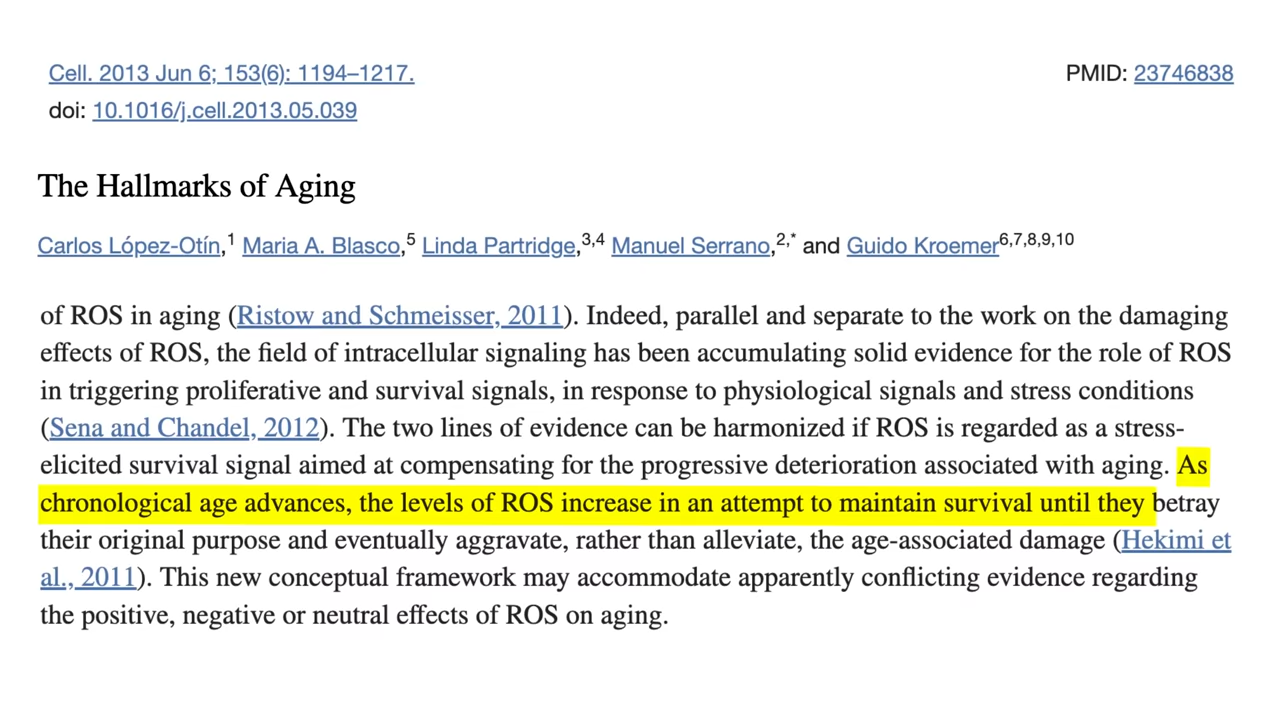 Cell. 2013 Jun 6; 153(6): 1194–1217.
PMID: 23746838
doi: 10.1016/j.cell.2013.05.039
The Hallmarks of Aging
Carlos López-Otín,1 Maria A. Blasco,5 Linda Partridge,3,4 Manuel Serrano,2,* and Guido Kroemer6,7,8,9,10
of ROS in aging (Ristow and Schmeisser, 2011). Indeed, parallel and separate to the work on the damaging
effects of ROS, the field of intracellular signaling has been accumulating solid evidence for the role of ROS
in triggering proliferative and survival signals, in response to physiological signals and stress conditions
(Sena and Chandel, 2012). The two lines of evidence can be harmonized if ROS is regarded as a stress-
elicited survival signal aimed at compensating for the progressive deterioration associated with aging. As
chronological age advances, the levels of ROS increase in an attempt to maintain survival until they betray
their original purpose and eventually aggravate, rather than alleviate, the age-associated damage (Hekimi et
al., 2011). This new conceptual framework may accommodate apparently conflicting evidence regarding
the positive, negative or neutral effects of ROS on aging.